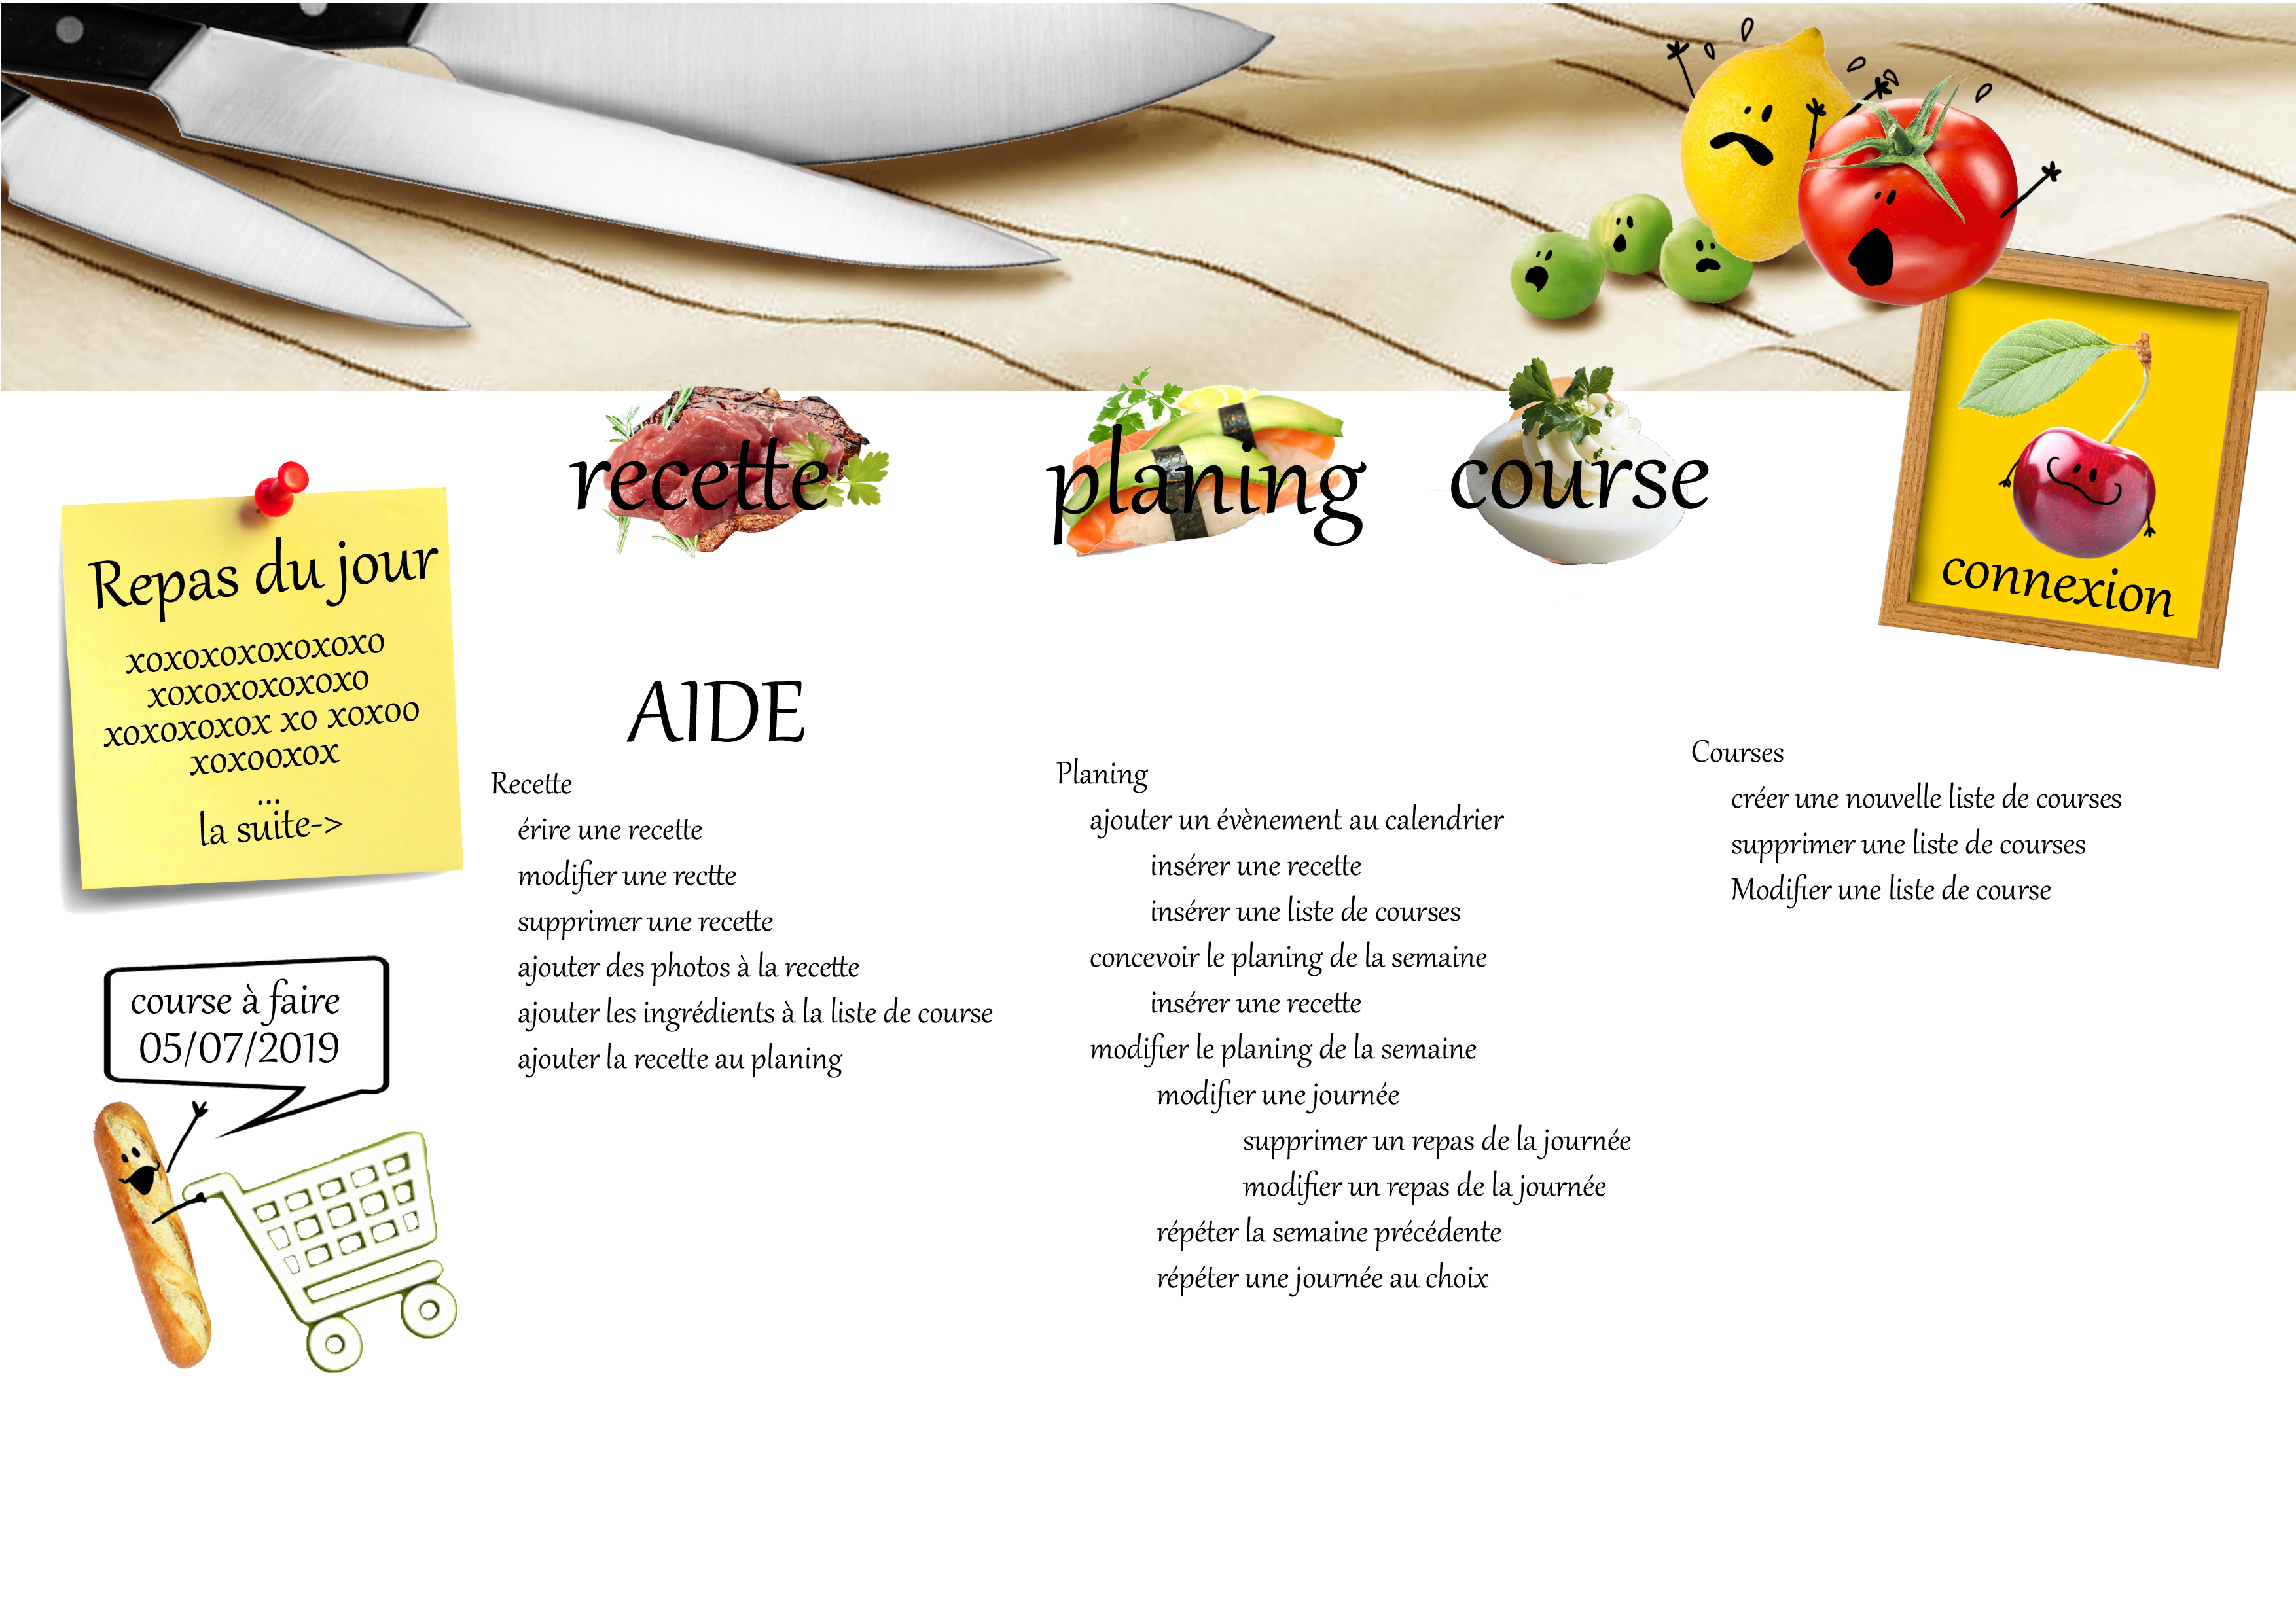 recette
planing
course
connexion
Repas du jour
xoxoxoxoxoxoxo
xoxoxoxoxoxo
xoxoxoxox xo xoxoo
xoxooxox
...
la suite->
course à faire
05/07/2019
AIDE
Recette
érire une recette
modifier une rectte
supprimer une recette
ajouter des photos à la recette
ajouter les ingrédients à la liste de course
ajouter la recette au planing
Planing
ajouter un évènement au calendrier
insérer une recette
insérer une liste de courses
concevoir le planing de la semaine
insérer une recette
modifier le planing de la semaine
modifier une journée
supprimer un repas de la journée
modifier un repas de la journée
répéter la semaine précédente
répéter une journée au choix
Courses
créer une nouvelle liste de courses
supprimer une liste de courses
Modifier une liste de course